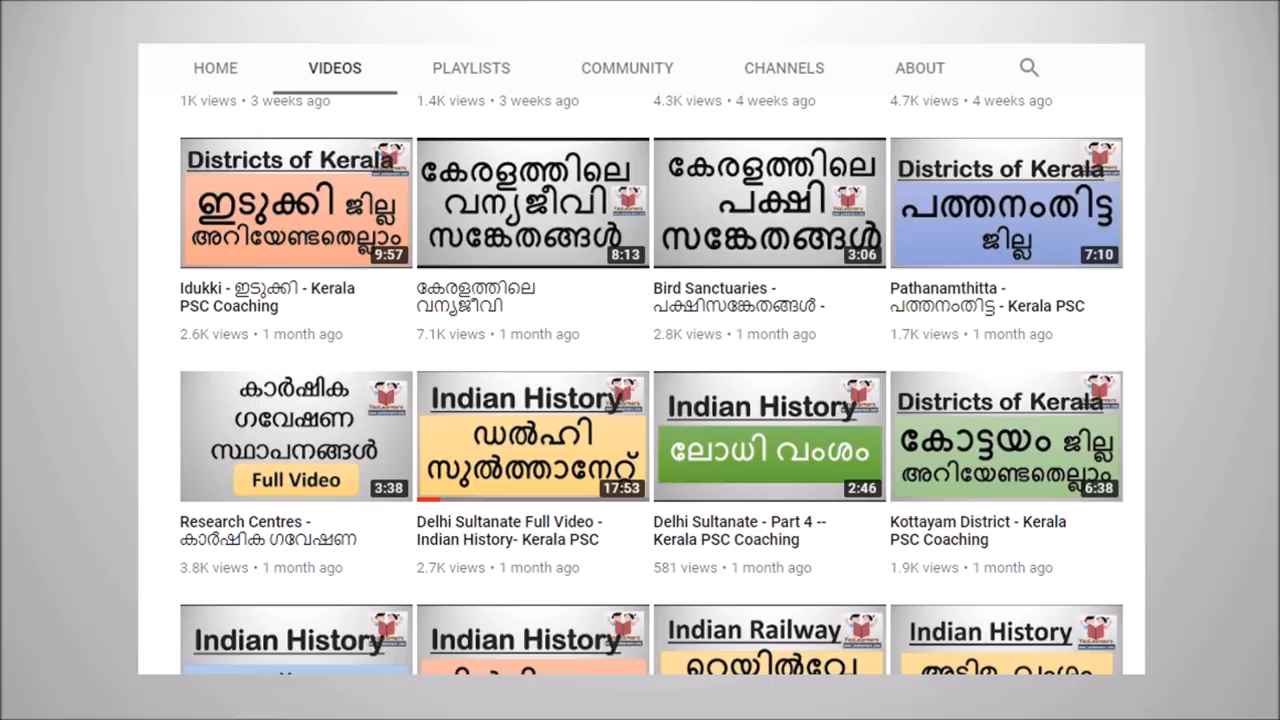 HOME VIDEOS PLAYLISTS COMMUNITY CHANNELS ABOUT
1K views • 3 weeks ago
1.4K views • 3 weeks ago
4.3K views • 4 weeks ago
4.7K views • 4 weeks ago
Districts of Kerala
ഇടുക്കി ജില്ല
അറിയേണ്ടതെല്ലാം
9:57
കേരളത്തിലെ
വന്യജീവി
സങ്കേതങ്ങൾ
8:13
കേരളത്തിലെ
പക്ഷി
സങ്കേതങ്ങൾ
3:06
Districts of Kerala
പത്തനംതിട്ട
ജില്ല
7:10
Idukki - ഇടുക്കി - Kerala
PSC Coaching
2.6K views • 1 month ago
കേരളത്തിലെ
വന്യജീവി
7.1K views • 1 month ago
Bird Sanctuaries -
പക്ഷിസങ്കേതങ്ങൾ -
2.8K views • 1 month ago
Pathanamthitta -
പത്തനംതിട്ട - Kerala PSC
1.7K views • 1 month ago
കാർഷിക
ഗവേഷണ
സ്ഥാപനങ്ങൾ
Full Video
3:38
Indian History
ഡൽഹി
സുൽത്താനേറ്റ്
17:53
Indian History
ലോധി വംശം
2:46
Districts of Kerala
കോട്ടയം ജില്ല
അറിയേണ്ടതെല്ലാം
6:38
Research Centres -
കാർഷിക ഗവേഷണ
3.8K views • 1 month ago
Delhi Sultanate Full Video -
Indian History- Kerala PSC
2.7K views • 1 month ago
Delhi Sultanate - Part 4 --
Kerala PSC Coaching
581 views • 1 month ago
Kottayam District - Kerala
PSC Coaching
1.9K views • 1 month ago
Indian History
Indian History
Indian Railway
റെയിൽവേ
Indian History
അടിമ വംശം